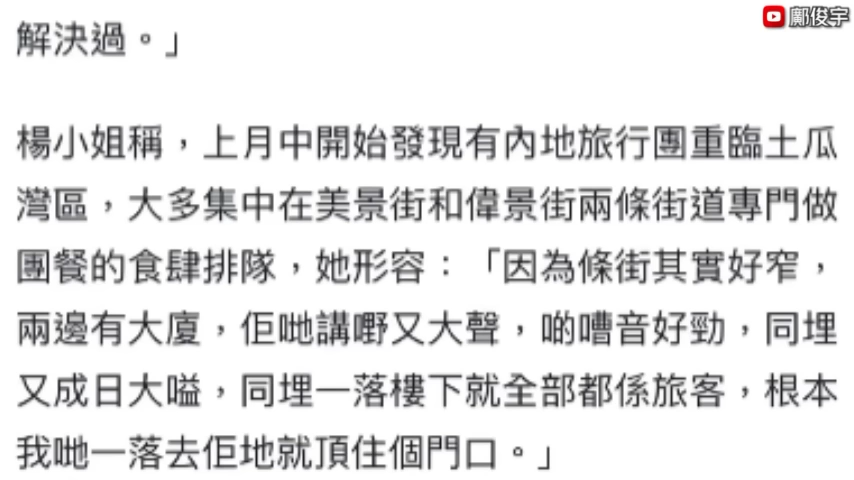 鄺俊宇
解決過。」
楊小姐稱，上月中開始發現有內地旅行團重臨土瓜
灣區，大多集中在美景街和偉景街兩條街道專門做
團餐的食肆排隊，她形容：「因為條街其實好窄，
兩邊有大廈，佢哋講嘢又大聲，啲嘈音好勁，同埋
又成日大嗌，同埋一落樓下就全部都係旅客，根本
我哋一落去佢地就頂住個門口。」